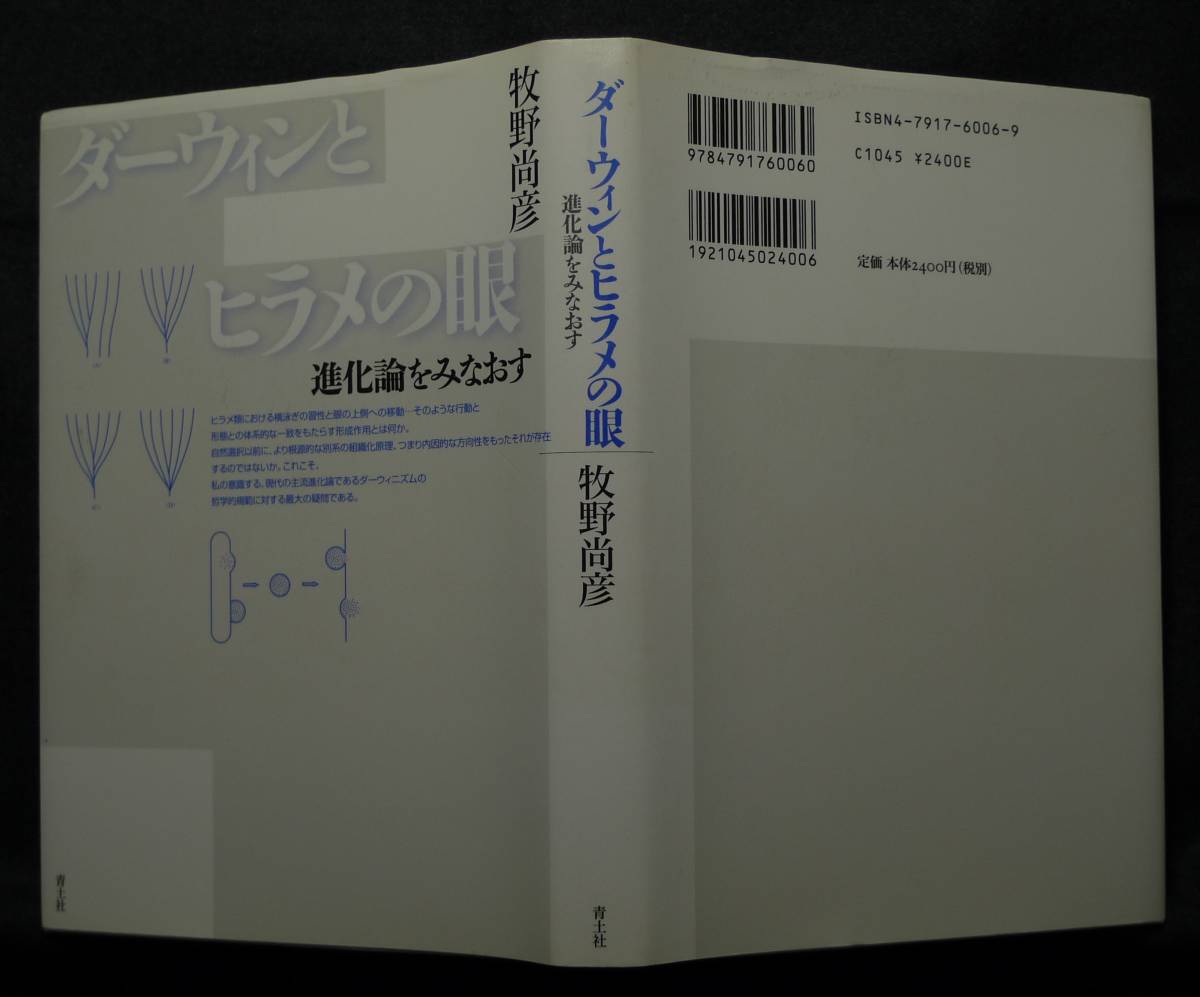 ダーウィンと
ヒラメの眼
進化論をみなおす
牧野尚彦
ヒラメ類における横泳ぎの習性と眼の上側への移動…そのような行動と
形態との体系的な一致をもたらす形成作用とは何か。
自然選択以前に、より根源的な別系の組織化原理、つまり内因的な方向性をもったそれが存在
するのではないか。これこそ、
私の意識する、現代の主流進化論であるダーウィニズムの
哲学的規範に対する最大の疑問である。
青土社
ダーウィンとヒラメの眼
進化論をみなおす
牧野尚彦
青土社
9784791760060
1921045024006
ISBN4-7917-6006-9
C1045 ¥2400E
定価 本体2400円(税別)